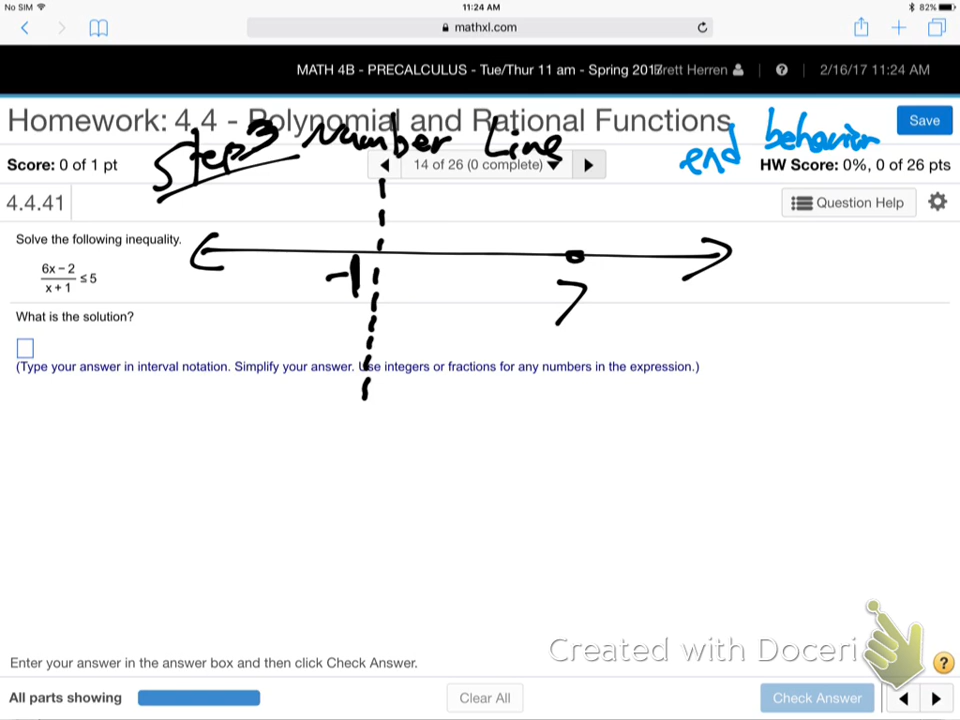 No SIM
11:24 AM
82%
mathxl.com
MATH 4B - PRECALCULUS - Tue/Thur 11 am - Spring 2017
rett Herren
2/16/17 11:24 AM
Homework: 4.4 - Polynomial and Rational Functions
Save
Step 3 Number Line
end behavior
Score: 0 of 1 pt
14 of 26 (0 complete)
HW Score: 0%, 0 of 26 pts
4.4.41
Question Help
Solve the following inequality.
6x − 2
x + 1
≤ 5
-1
7
What is the solution?
(Type your answer in interval notation. Simplify your answer. Use integers or fractions for any numbers in the expression.)
Created with Doceri
Enter your answer in the answer box and then click Check Answer.
?
All parts showing
Clear All
Check Answer